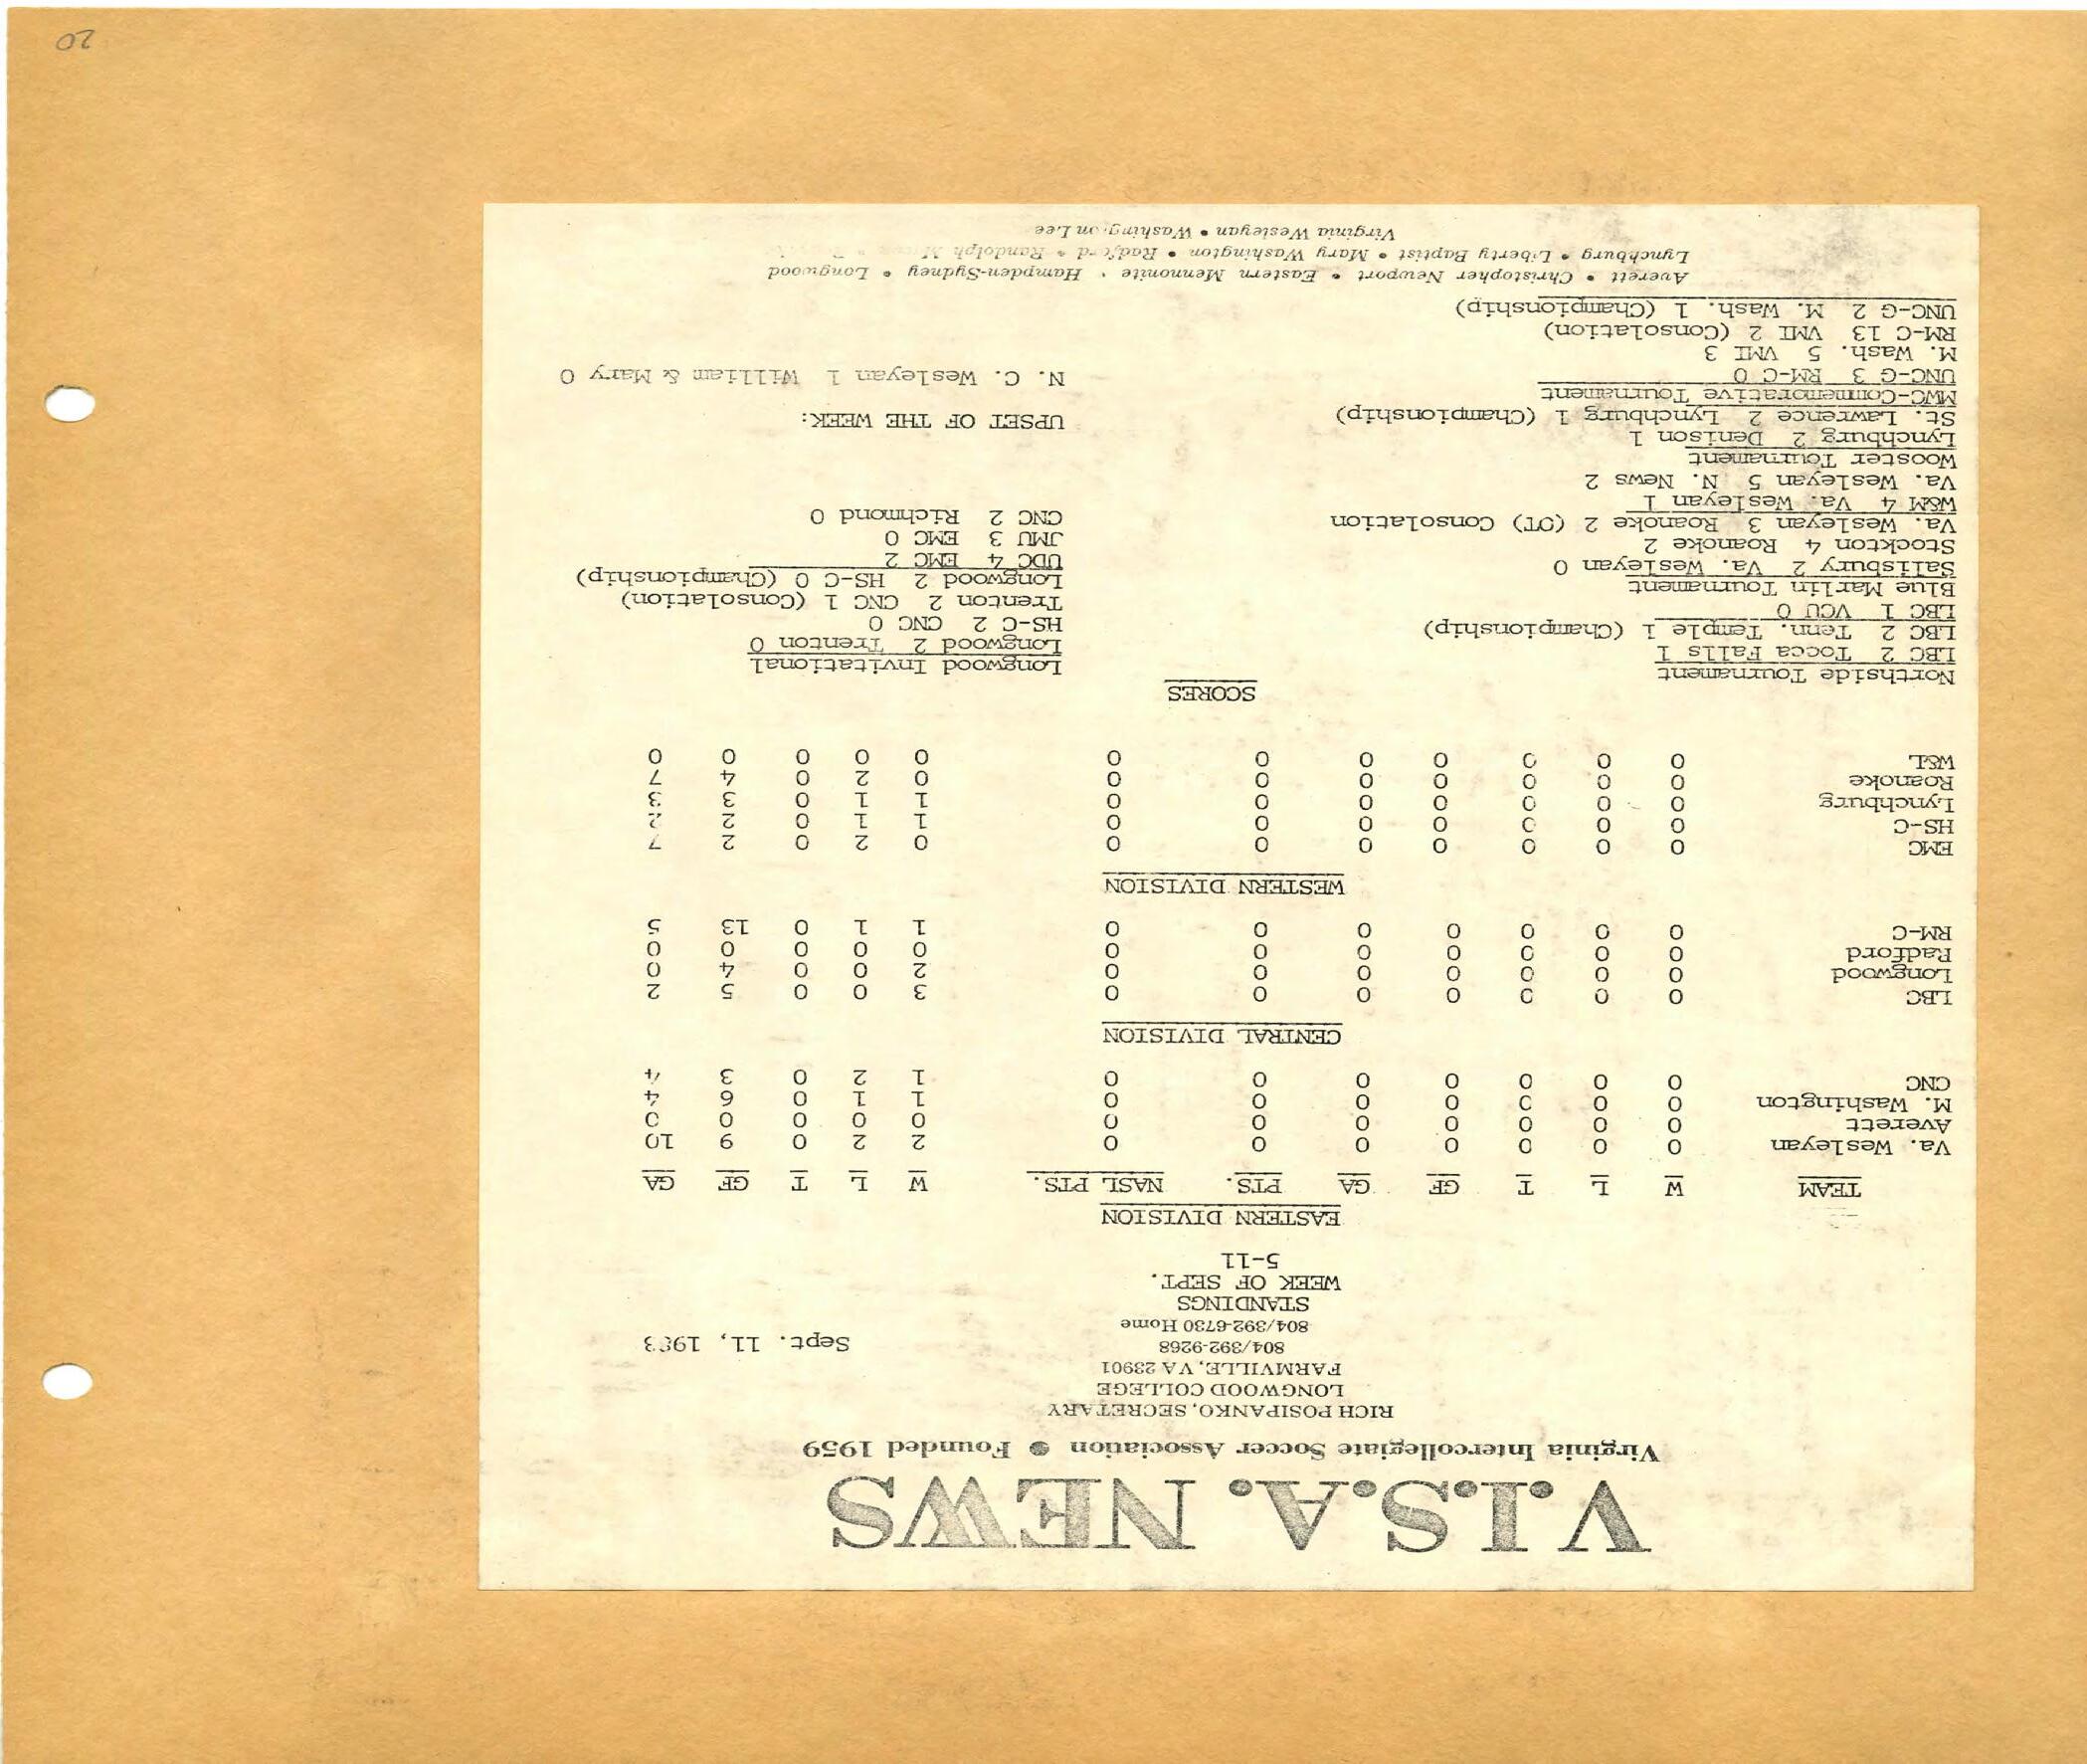 V.I.S.A. NEWS
Virginia Intercollegiate Soccer Association • Founded 1959
RICH POSIPANKO, SECRETARY
LONGWOOD COLLEGE
FARMVILLE, VA 23901
804/392-9268
804/392-6730 Home
Sept. 11, 1983
STANDINGS
WEEK OF SEPT.
5-11
EASTERN DIVISION
TEAM W L T GF GA PTS. NASL PTS. W L T GF GA
Va. Wesleyan 0 0 0 0 0 0 0 2 2 0 9 10
Averett 0 0 0 0 0 0 0 0 0 0 0 0
M. Washington 0 0 0 0 0 0 0 1 1 0 6 4
CNC 0 0 0 0 0 0 0 1 2 0 3 4
CENTRAL DIVISION
LBC 0 0 0 0 0 0 0 3 0 0 5 2
Longwood 0 0 0 0 0 0 0 2 0 0 4 0
Radford 0 0 0 0 0 0 0 0 0 0 0 0
RM-C 0 0 0 0 0 0 0 1 1 0 13 5
WESTERN DIVISION
EMC 0 0 0 0 0 0 0 0 2 0 2 7
HS-C 0 0 0 0 0 0 0 1 1 0 2 2
Lynchburg 0 0 0 0 0 0 0 1 1 0 3 3
Roanoke 0 0 0 0 0 0 0 0 2 0 4 7
W&L 0 0 0 0 0 0 0 0 0 0 0 0
SCORES
Northside Tournament
LBC 2 Tocca Falls 1
LBC 2 Tenn. Temple 1 (Championship)
LBC 1 VCU 0
Blue Marlin Tournament
Salisbury 2 Va. Wesleyan 0
Stockton 4 Roanoke 2
Va. Wesleyan 3 Roanoke 2 (OT) Consolation
W&M 4 Va. Wesleyan 1
Va. Wesleyan 5 N. News 2
Wooster Tournament
Lynchburg 2 Denison 1
St. Lawrence 2 Lynchburg 1 (Championship)
MWC-Commemorative Tournament
UNC-G 3 RM-C 0
M. Wash. 5 VMI 3
RM-C 13 VMI 2 (Consolation)
UNC-G 2 M. Wash. 1 (Championship)
Longwood Invitational
Longwood 2 Trenton 0
HS-C 2 CNC 0
Trenton 2 CNC 1 (Consolation)
Longwood 2 HS-C 0 (Championship)
UDC 4 EMC 2
JMU 3 EMC 0
CNC 2 Richmond 0
UPSET OF THE WEEK:
N. C. Wesleyan 1 William & Mary 0
Averett • Christopher Newport • Eastern Mennonite • Hampden-Sydney • Longwood
Lynchburg • Liberty Baptist • Mary Washington • Radford • Randolph
Virginia Wesleyan • Washington Lee
20